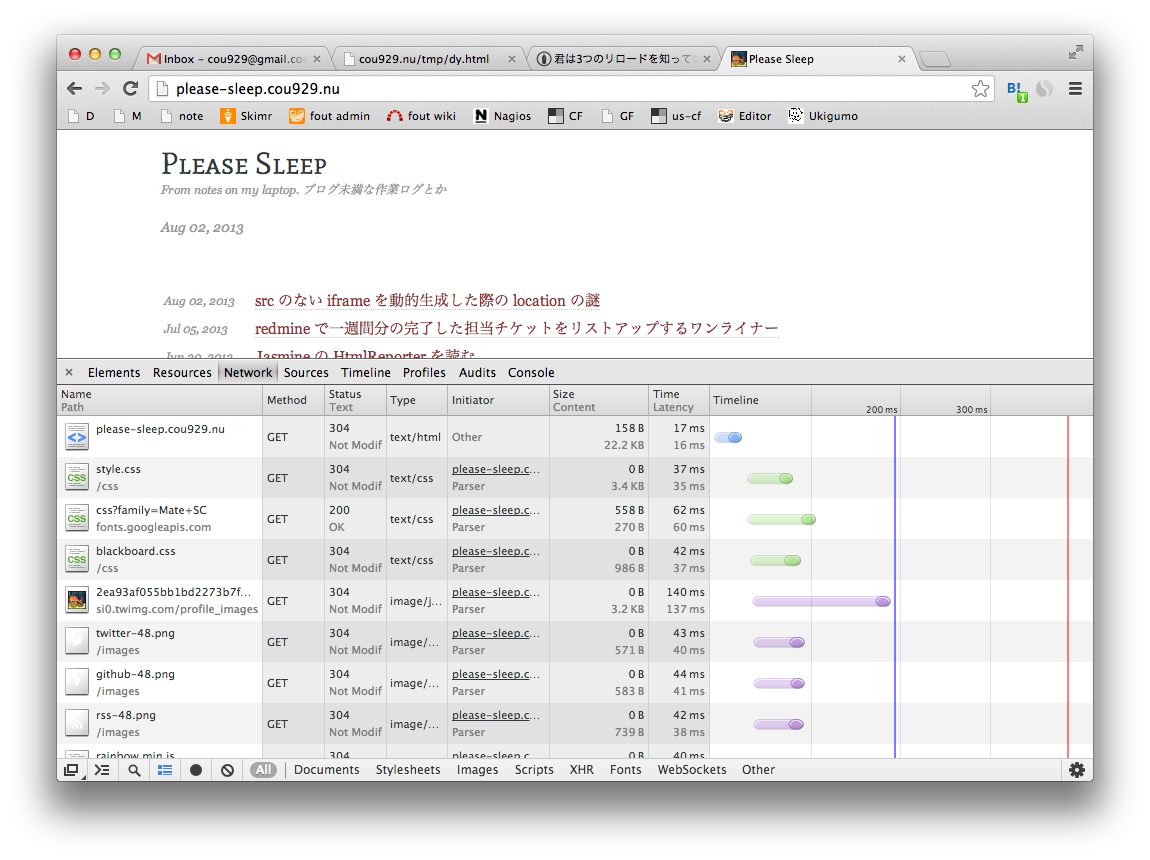 Inbox – cou929@gmail.co
cou929.nu/tmp/dy.html
君は3つのリロードを知って
Please Sleep
please-sleep.cou929.nu
B! 1
D M note Skimr fout admin fout wiki Nagios CF GF us-cf Editor Ukigumo
Please Sleep
From notes on my laptop. ブログ未満な作業ログとか
Aug 02, 2013
Aug 02, 2013 src のない iframe を動的生成した際の location の謎
Jul 05, 2013 redmine で一週間分の完了した担当チケットをリストアップするワンライナー
Jun 20, 2013 Jasmine の HtmlReporter を読む
× Elements Resources Network Sources Timeline Profiles Audits Console
Name Path Method Status Text Type Initiator Size Content Time Latency Timeline 200 ms 300 ms
please-sleep.cou929.nu GET 304 Not Modif text/html Other 158 B 22.2 KB 17 ms 16 ms
style.css /css GET 304 Not Modif text/css please-sleep.c... Parser 0 B 3.4 KB 37 ms 35 ms
css?family=Mate+SC fonts.googleapis.com GET 200 OK text/css please-sleep.c... Parser 558 B 270 B 62 ms 60 ms
blackboard.css /css GET 304 Not Modif text/css please-sleep.c... Parser 0 B 986 B 42 ms 37 ms
2ea93af055bb1bd2273b7f... si0.twimg.com/profile_images GET 304 Not Modif image/j... please-sleep.c... Parser 0 B 3.2 KB 140 ms 137 ms
twitter-48.png /images GET 304 Not Modif image/... please-sleep.c... Parser 0 B 571 B 43 ms 40 ms
github-48.png /images GET 304 Not Modif image/... please-sleep.c... Parser 0 B 583 B 44 ms 41 ms
rss-48.png /images GET 304 Not Modif image/... please-sleep.c... Parser 0 B 739 B 42 ms 38 ms
rainbow.min.js 304 please-sleep.c... 0 B 40 ms
All Documents Stylesheets Images Scripts XHR Fonts WebSockets Other